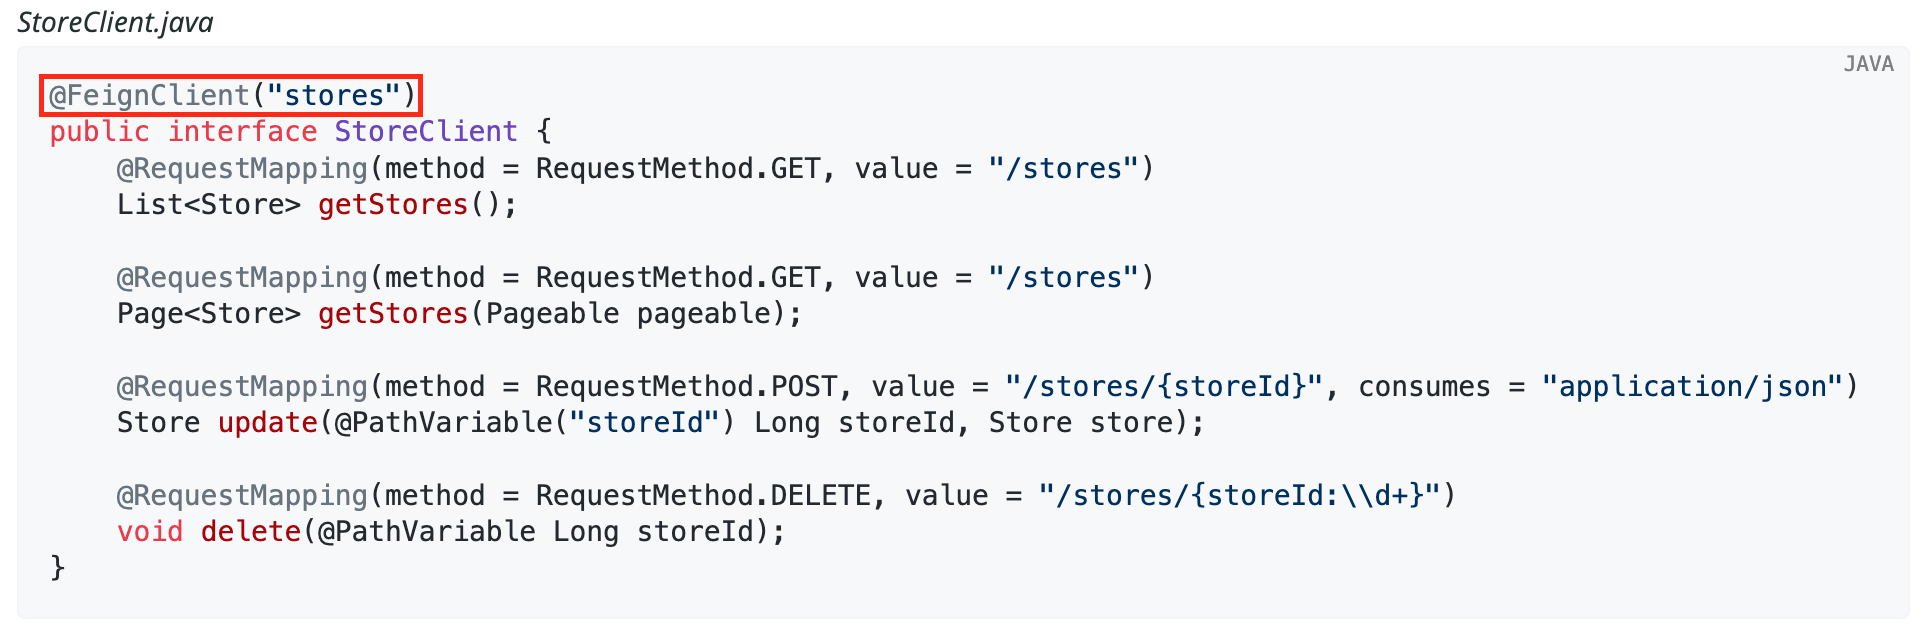 StoreClient.java
JAVA
@FeignClient("stores")
public interface StoreClient {
    @RequestMapping(method = RequestMethod.GET, value = "/stores")
    List<Store> getStores();

    @RequestMapping(method = RequestMethod.GET, value = "/stores")
    Page<Store> getStores(Pageable pageable);

    @RequestMapping(method = RequestMethod.POST, value = "/stores/{storeId}", consumes = "application/json")
    Store update(@PathVariable("storeId") Long storeId, Store store);

    @RequestMapping(method = RequestMethod.DELETE, value = "/stores/{storeId:\\d+}")
    void delete(@PathVariable Long storeId);
}